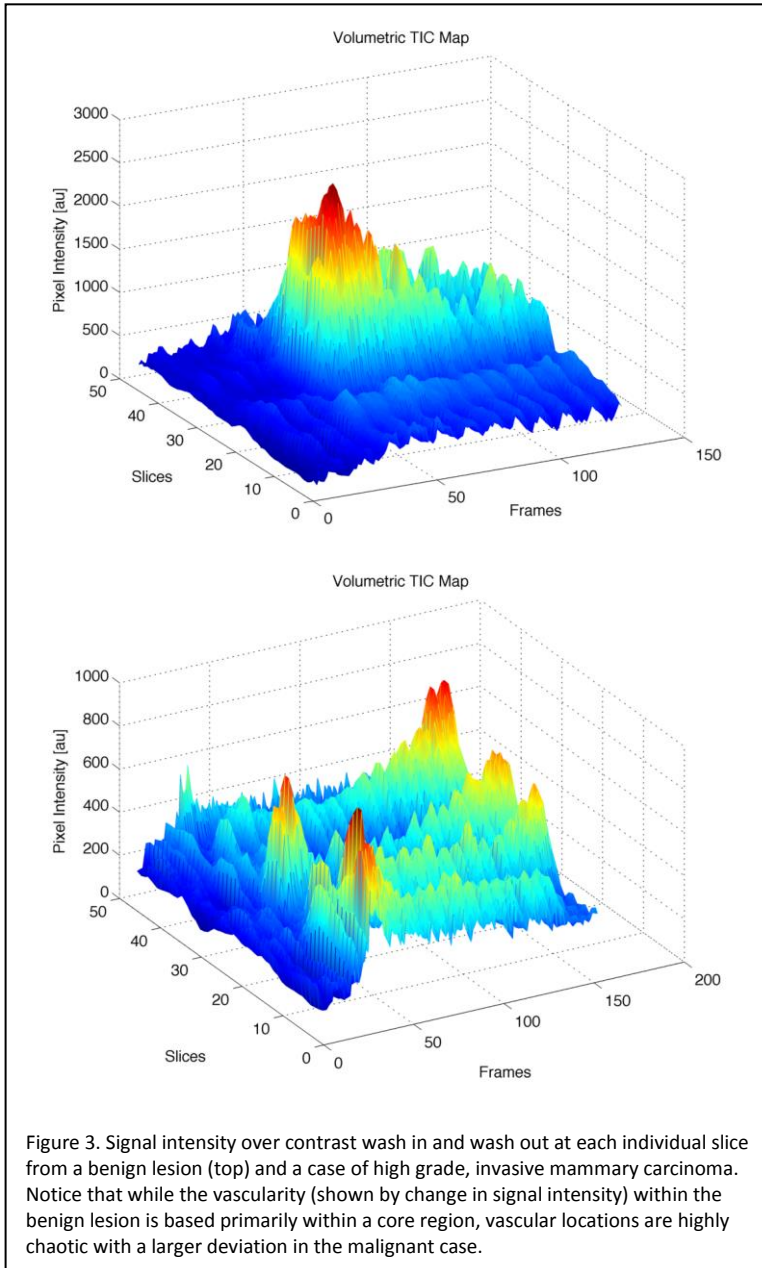 Volumetric TIC Map
3000
2500
2000
1500
1000
500
0
Pixel Intensity [au]
50
40
30
20
10
0
Slices
0
50
100
150
Frames
Volumetric TIC Map
1000
800
600
400
200
0
Pixel Intensity [au]
50
40
30
20
10
0
Slices
0
50
100
150
200
Frames
Figure 3. Signal intensity over contrast wash in and wash out at each individual slice
from a benign lesion (top) and a case of high grade, invasive mammary carcinoma.
Notice that while the vascularity (shown by change in signal intensity) within the
benign lesion is based primarily within a core region, vascular locations are highly
chaotic with a larger deviation in the malignant case.